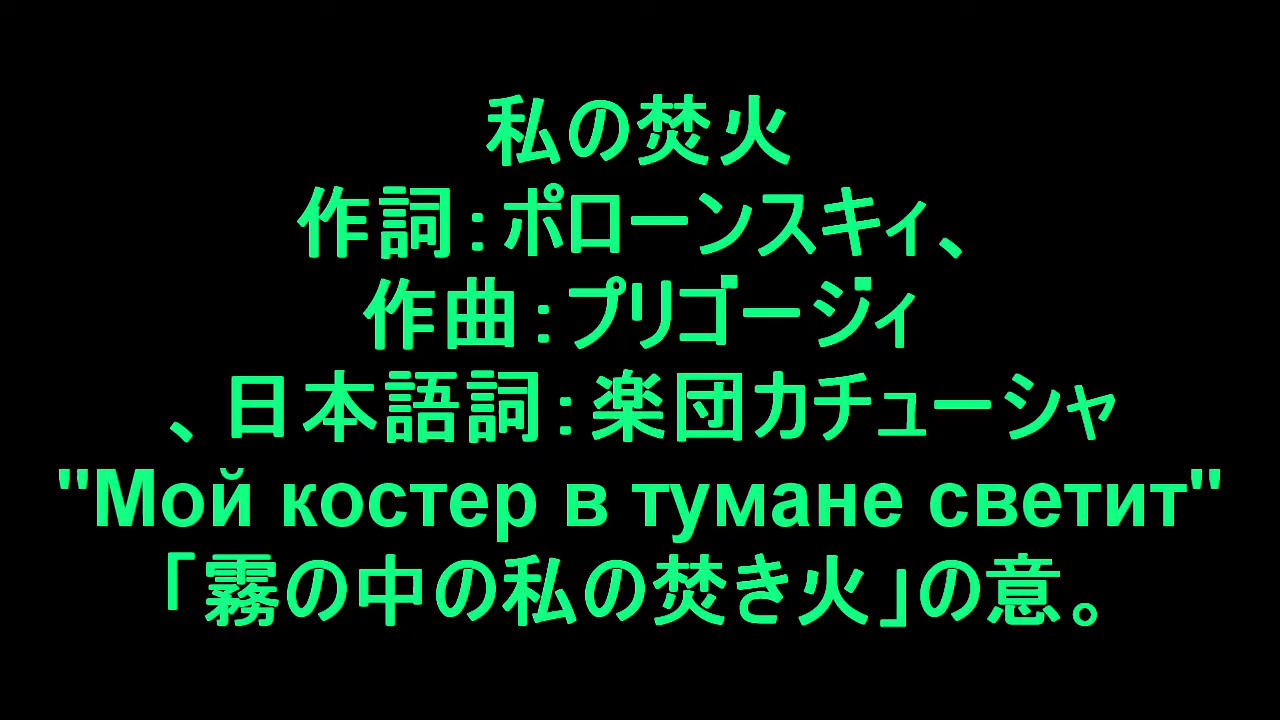 私の焚火
作詞：ポローンスキィ、
作曲：プリゴージィ
、日本語詞：楽団カチューシャ
"Мой костер в тумане светит"
「霧の中の私の焚き火」の意。